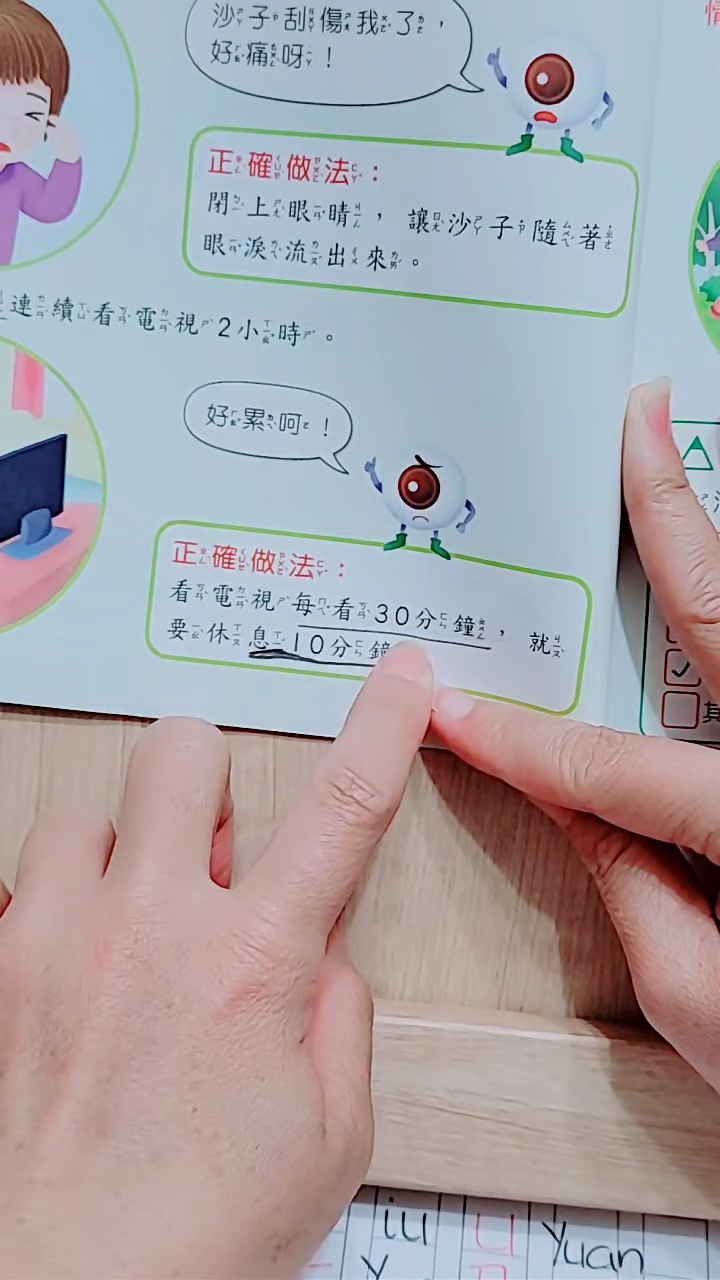 沙子刮傷我了，
好痛呀！
正確做法：
閉上眼睛，讓沙子隨著
眼淚流出來。
連續看電視2小時。
好累呵！
正確做法：
看電視每看30分鐘，就
要休息10分鐘
iu ü yuan
y